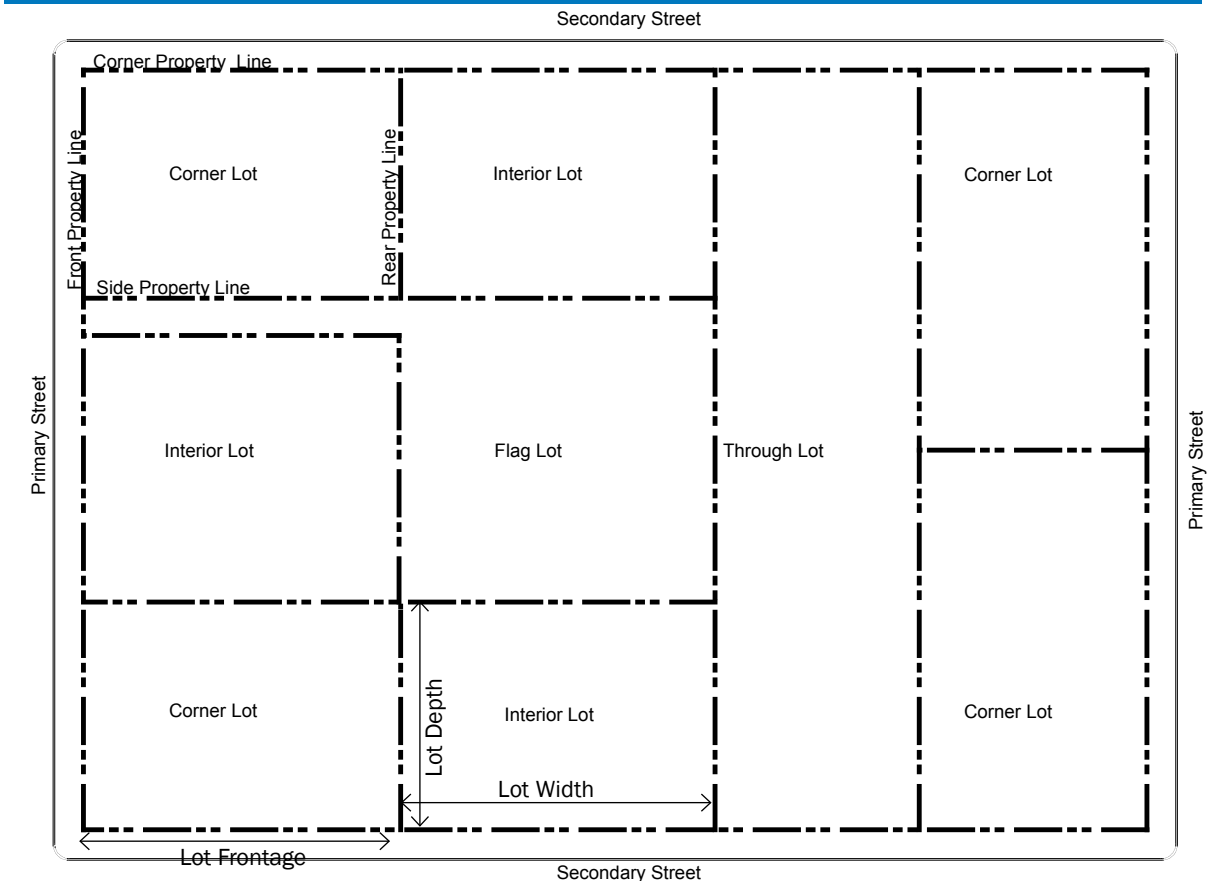 Secondary Street
Corner Property Line
Front Property Line
Corner Lot
Rear Property Line
Interior Lot
Corner Lot
Side Property Line
Primary Street
Interior Lot
Flag Lot
Through Lot
Primary Street
Corner Lot
Lot Depth
Interior Lot
Corner Lot
Lot Width
Lot Frontage
Secondary Street